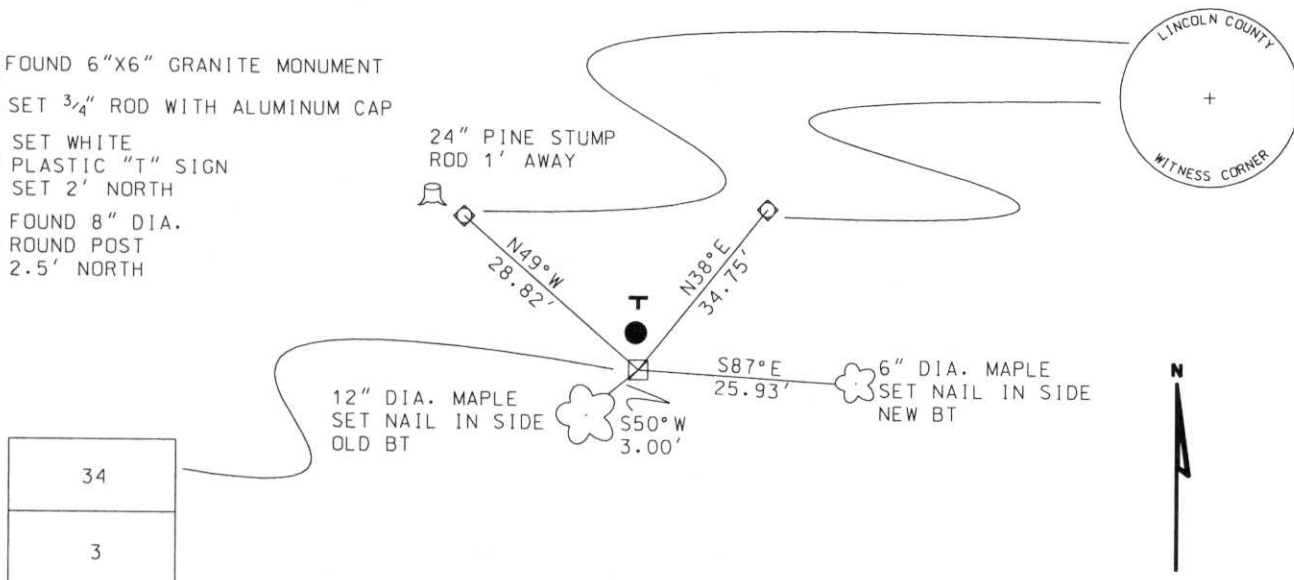 FOUND 6"X6" GRANITE MONUMENT
SET 3/4" ROD WITH ALUMINUM CAP
SET WHITE
PLASTIC "T" SIGN
SET 2' NORTH
FOUND 8" DIA.
ROUND POST
2.5' NORTH
24" PINE STUMP
ROD 1' AWAY
LINCOLN COUNTY
WITNESS CORNER
N49°W
28.82'
N38°E
34.75'
T
S87°E
25.93'
6" DIA. MAPLE
SET NAIL IN SIDE
NEW BT
12" DIA. MAPLE
SET NAIL IN SIDE
OLD BT
S50°W
3.00'
N
34
3